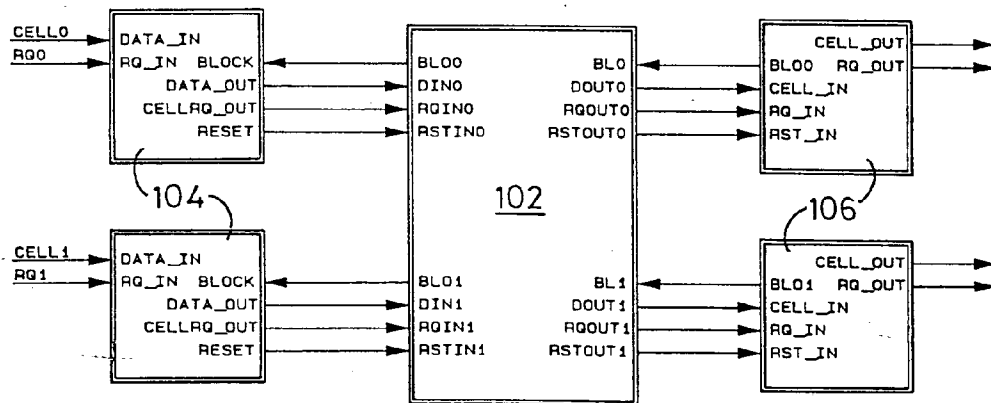 CELL0
RQ0
DATA_IN
RQ_IN BLOCK
DATA_OUT
CELLRQ_OUT
RESET
BLO0 BL0
DIN0 DOUT0
RQIN0 RQOUT0
RSTIN0 RSTOUT0
CELL_OUT
BLO0 RQ_OUT
CELL_IN
RQ_IN
RST_IN
104
102
106
CELL1
RQ1
DATA_IN
RQ_IN BLOCK
DATA_OUT
CELLRQ_OUT
RESET
BLO1 BL1
DIN1 DOUT1
RQIN1 RQOUT1
RSTIN1 RSTOUT1
CELL_OUT
BLO1 RQ_OUT
CELL_IN
RQ_IN
RST_IN